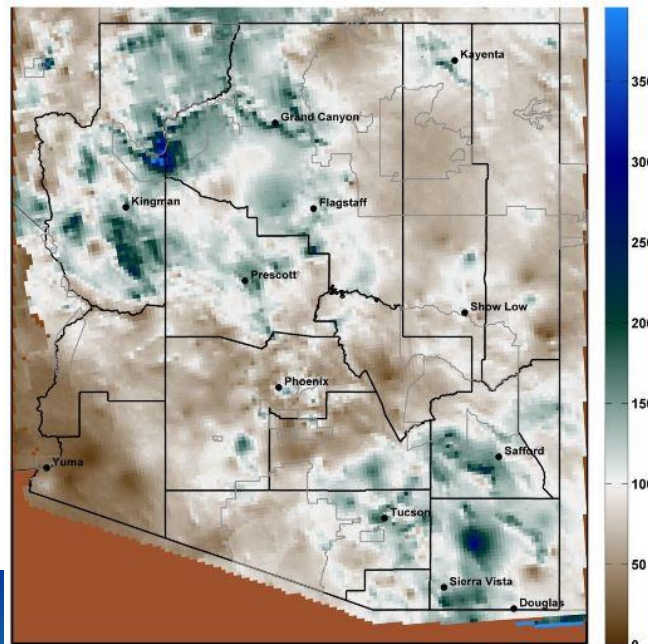 Kayenta
Grand Canyon
Kingman
Flagstaff
Prescott
Show Low
Phoenix
Safford
Yuma
Tucson
Sierra Vista
Douglas
350
300
250
200
150
100
50
0